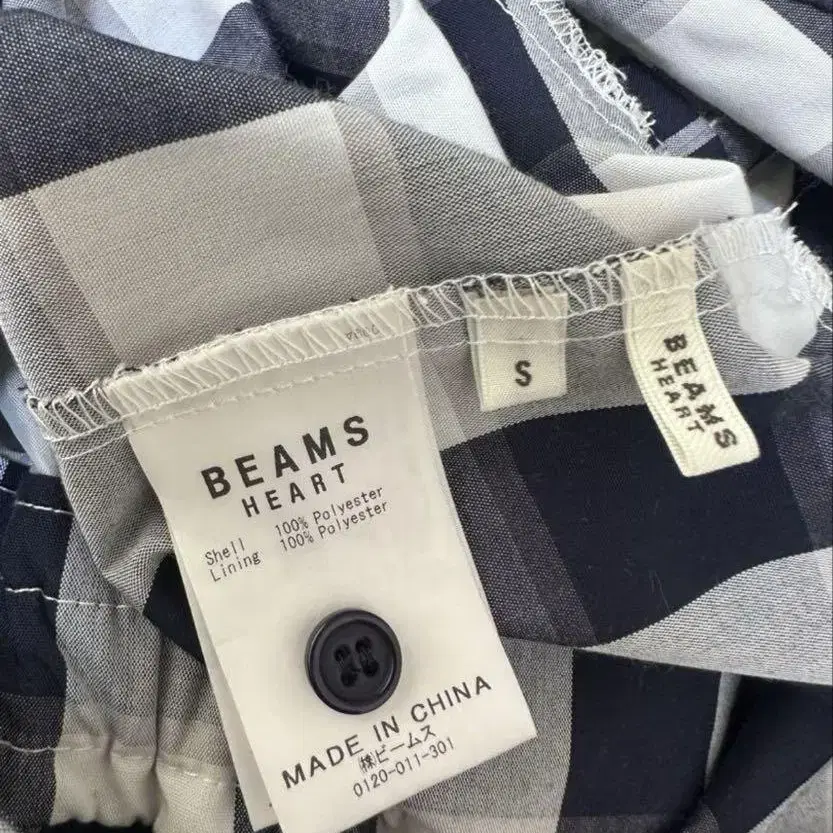 BEAMS
HEART
Shell 100% Polyester
Lining 100% Polyester
MADE IN CHINA
㈱ビームス
0120-011-301
S
BEAMS
HEART